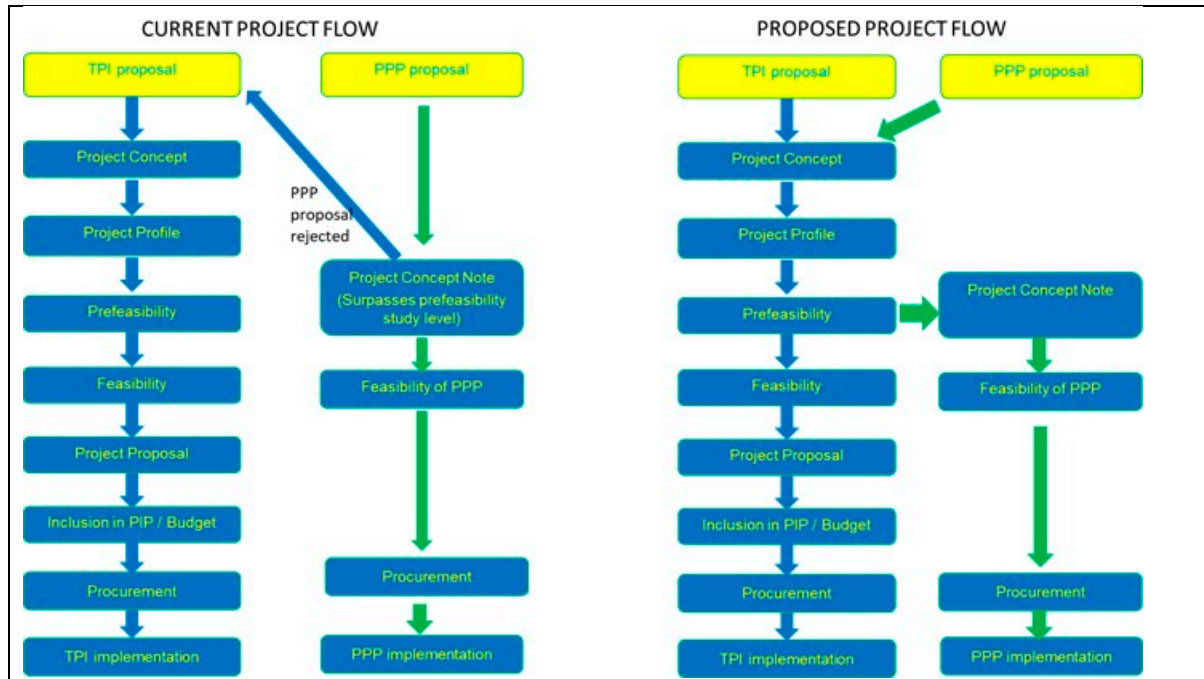 CURRENT PROJECT FLOW
TPI proposal
PPP proposal
Project Concept
PPP
proposal
rejected
Project Profile
Project Concept Note
(Surpasses prefeasibility
study level)
Prefeasibility
Feasibility
Feasibility of PPP
Project Proposal
Inclusion in PIP / Budget
Procurement
Procurement
TPI implementation
PPP implementation
PROPOSED PROJECT FLOW
TPI proposal
PPP proposal
Project Concept
Project Profile
Project Concept Note
Prefeasibility
Feasibility
Feasibility of PPP
Project Proposal
Inclusion in PIP / Budget
Procurement
Procurement
TPI implementation
PPP implementation